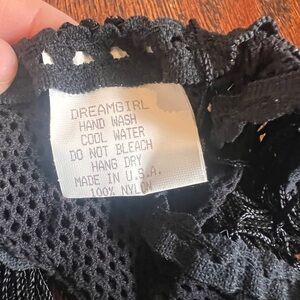 DREAMGIRL
HAND WASH
COOL WATER
DO NOT BLEACH
HANG DRY
MADE IN U.S.A.
100% NYLON